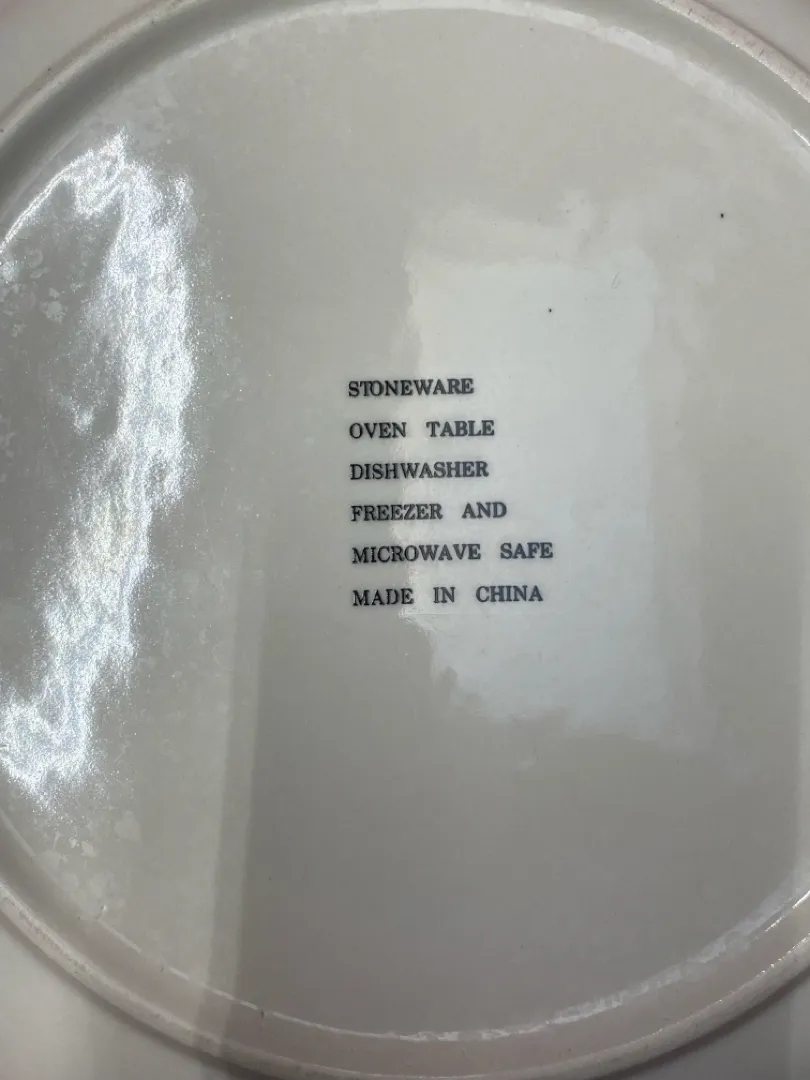 STONEWARE
OVEN TABLE
DISHWASHER
FREEZER AND
MICROWAVE SAFE
MADE IN CHINA